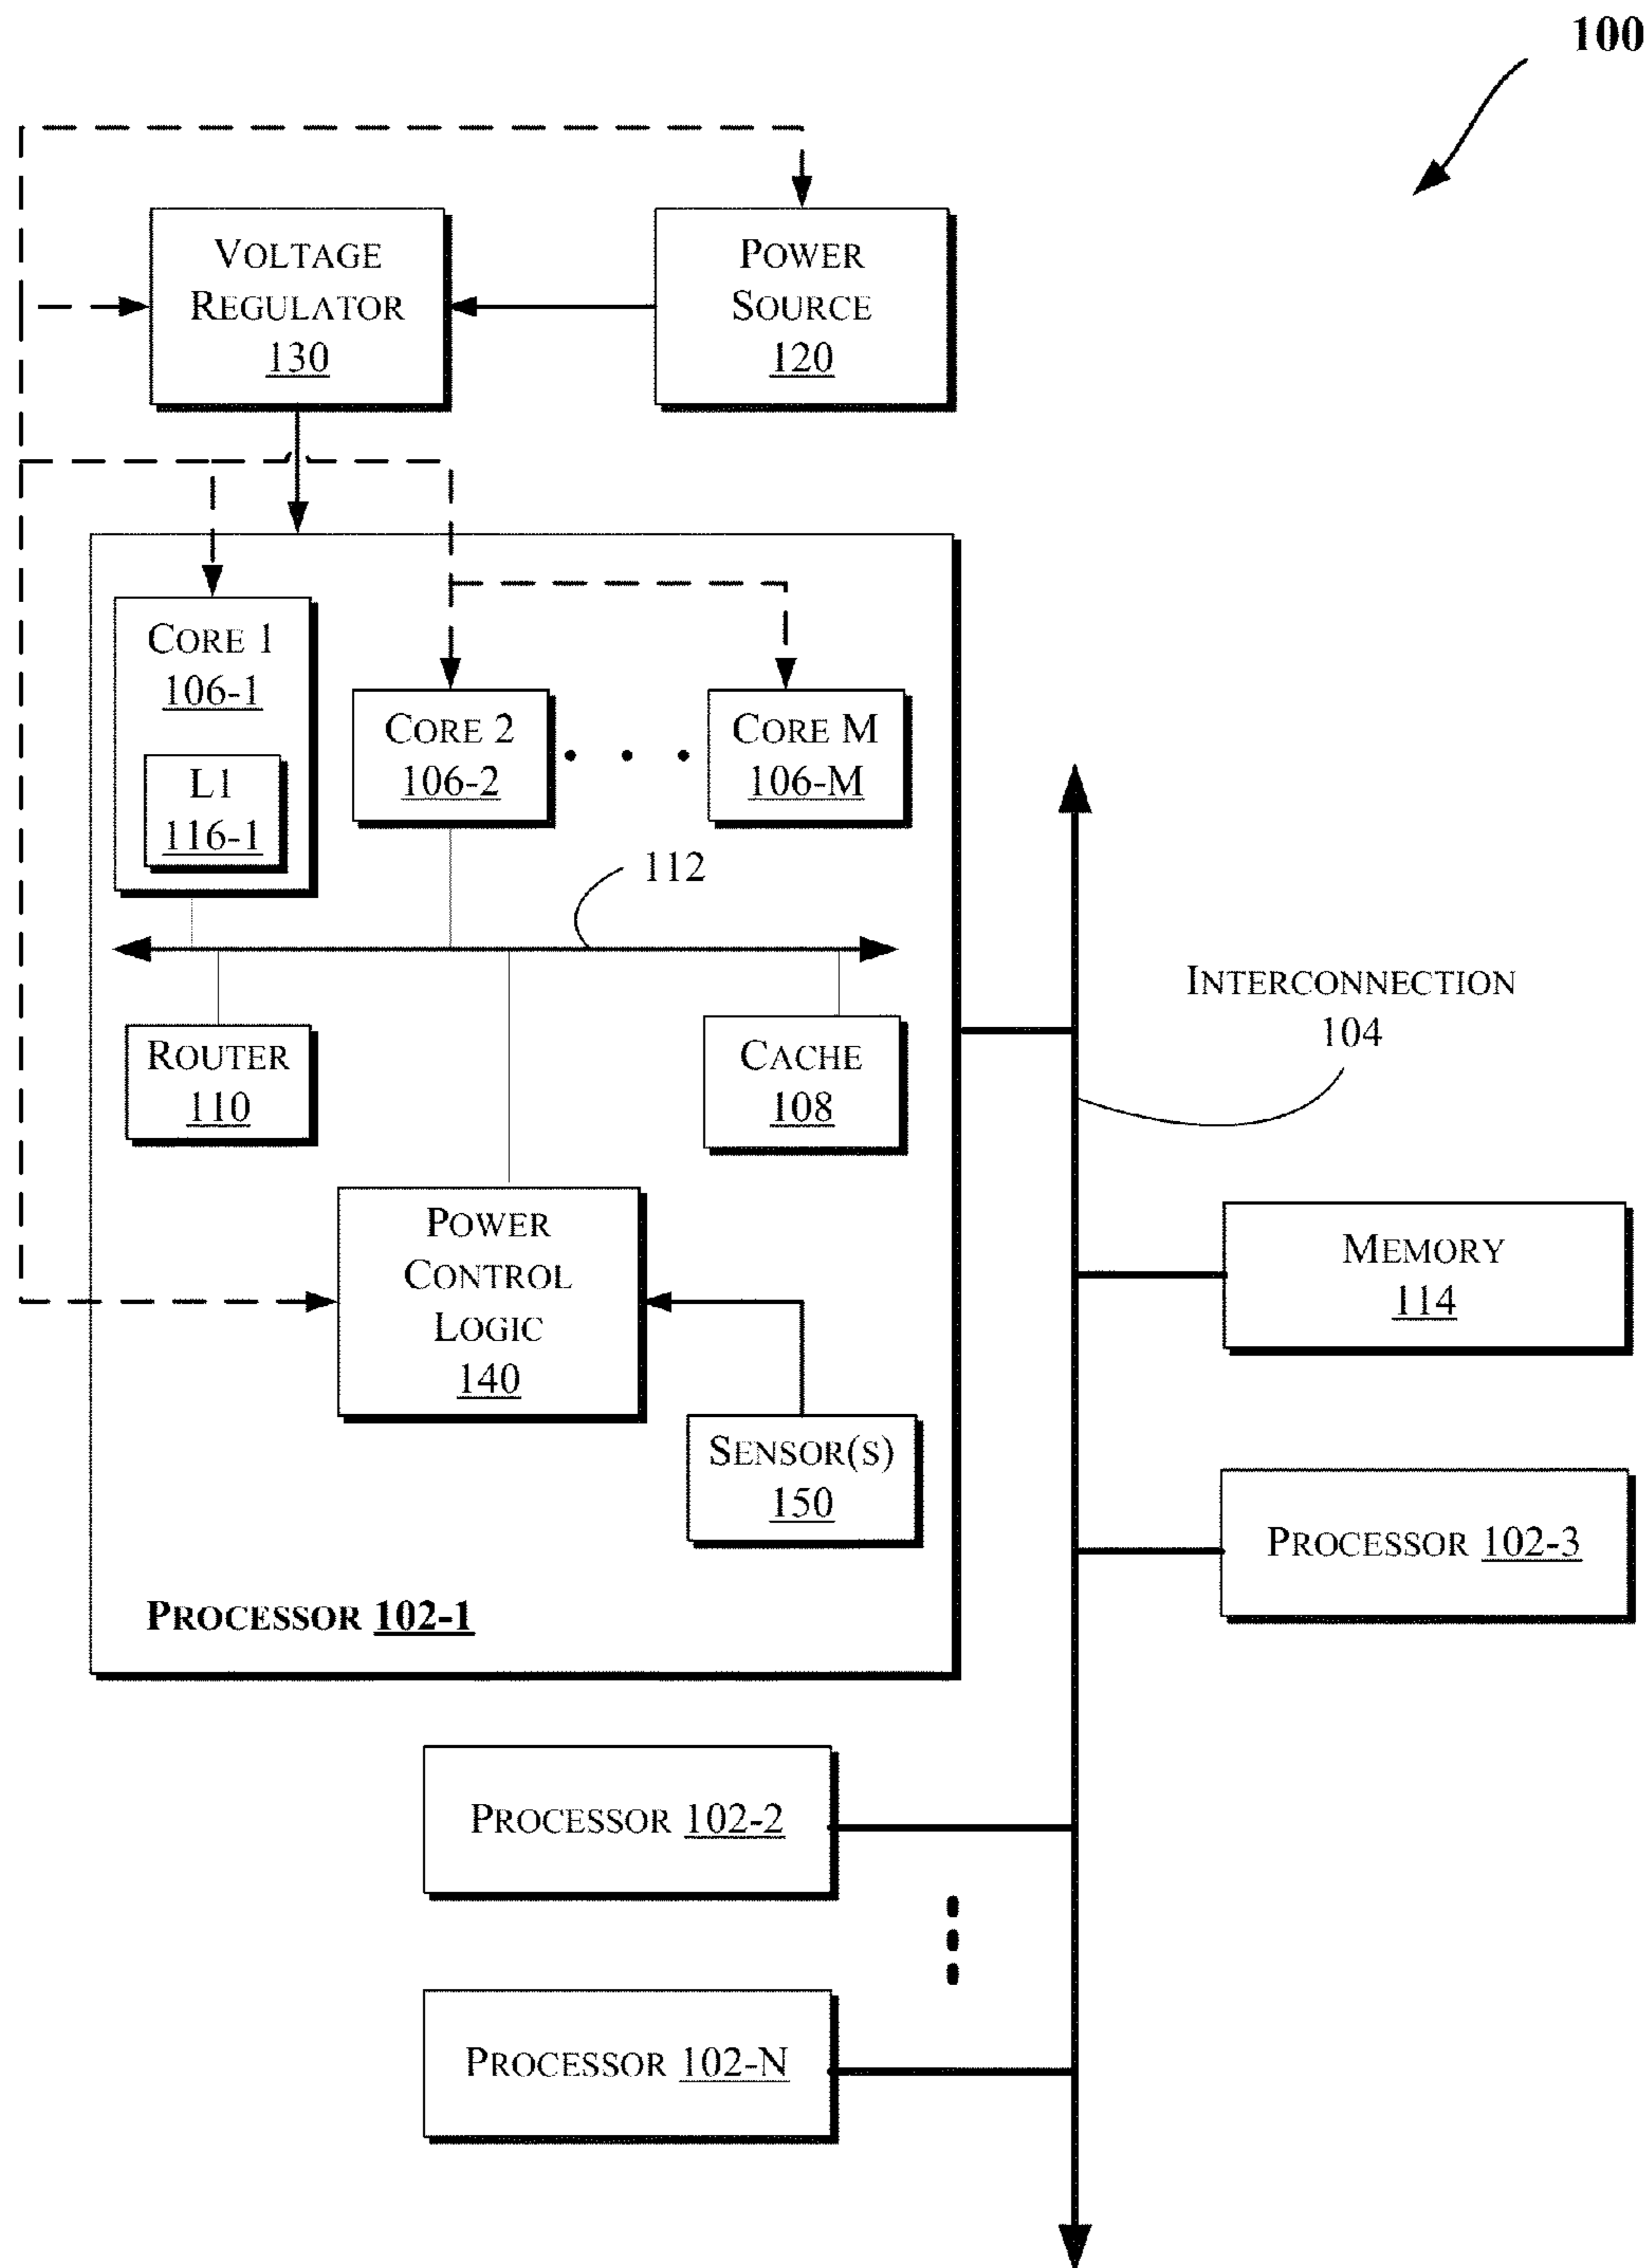 100
VOLTAGE
REGULATOR
130
POWER
SOURCE
120
CORE 1
106-1
L1
116-1
CORE 2
106-2
CORE M
106-M
112
INTERCONNECTION
104
ROUTER
110
CACHE
108
POWER
CONTROL
LOGIC
140
SENSOR(S)
150
MEMORY
114
PROCESSOR 102-3
PROCESSOR 102-1
PROCESSOR 102-2
PROCESSOR 102-N